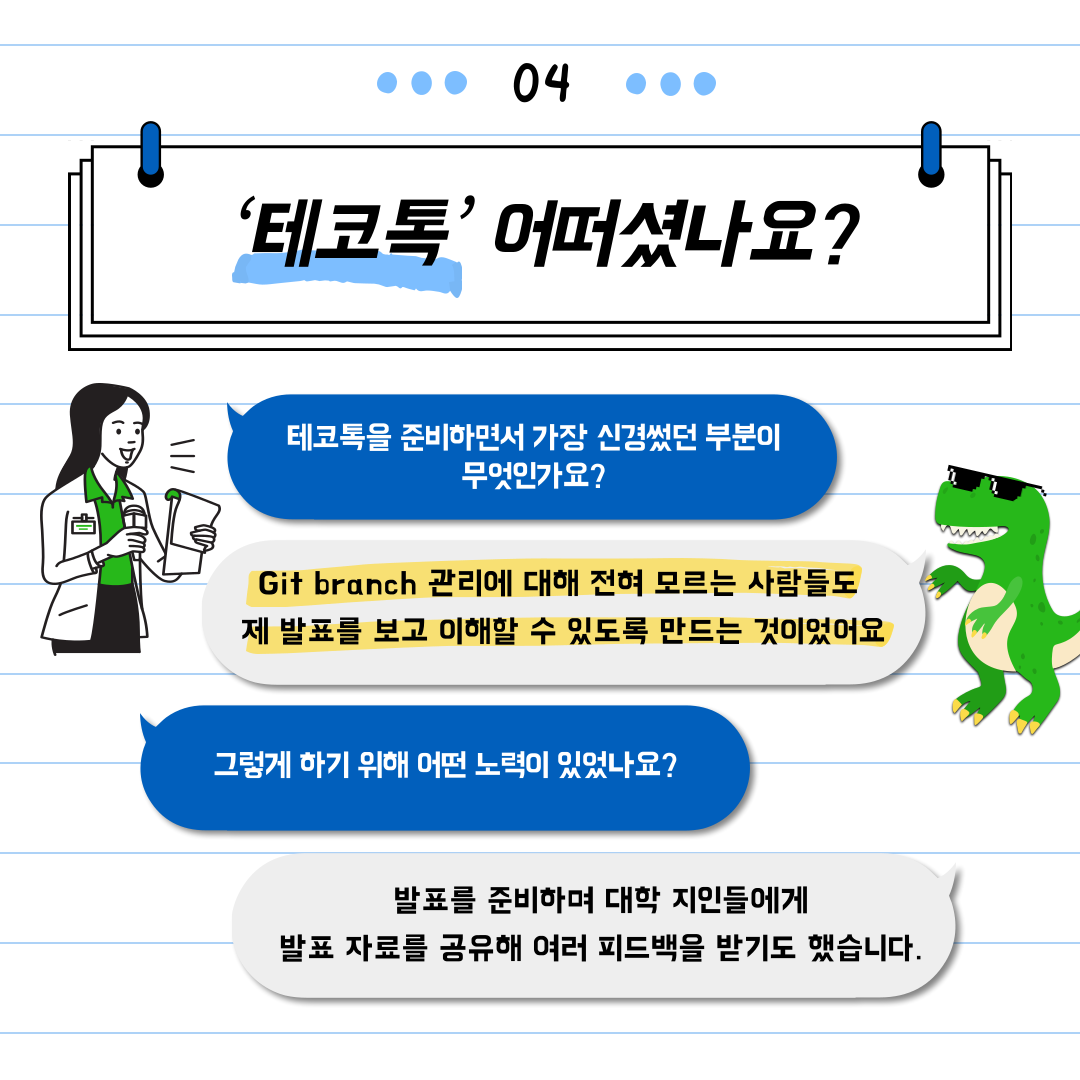 04
‘테코톡’ 어떠셨나요?
테코톡을 준비하면서 가장 신경썼던 부분이
무엇인가요?
Git branch 관리에 대해 전혀 모르는 사람들도
제 발표를 보고 이해할 수 있도록 만드는 것이었어요
그렇게 하기 위해 어떤 노력이 있었나요?
발표를 준비하며 대학 지인들에게
발표 자료를 공유해 여러 피드백을 받기도 했습니다.